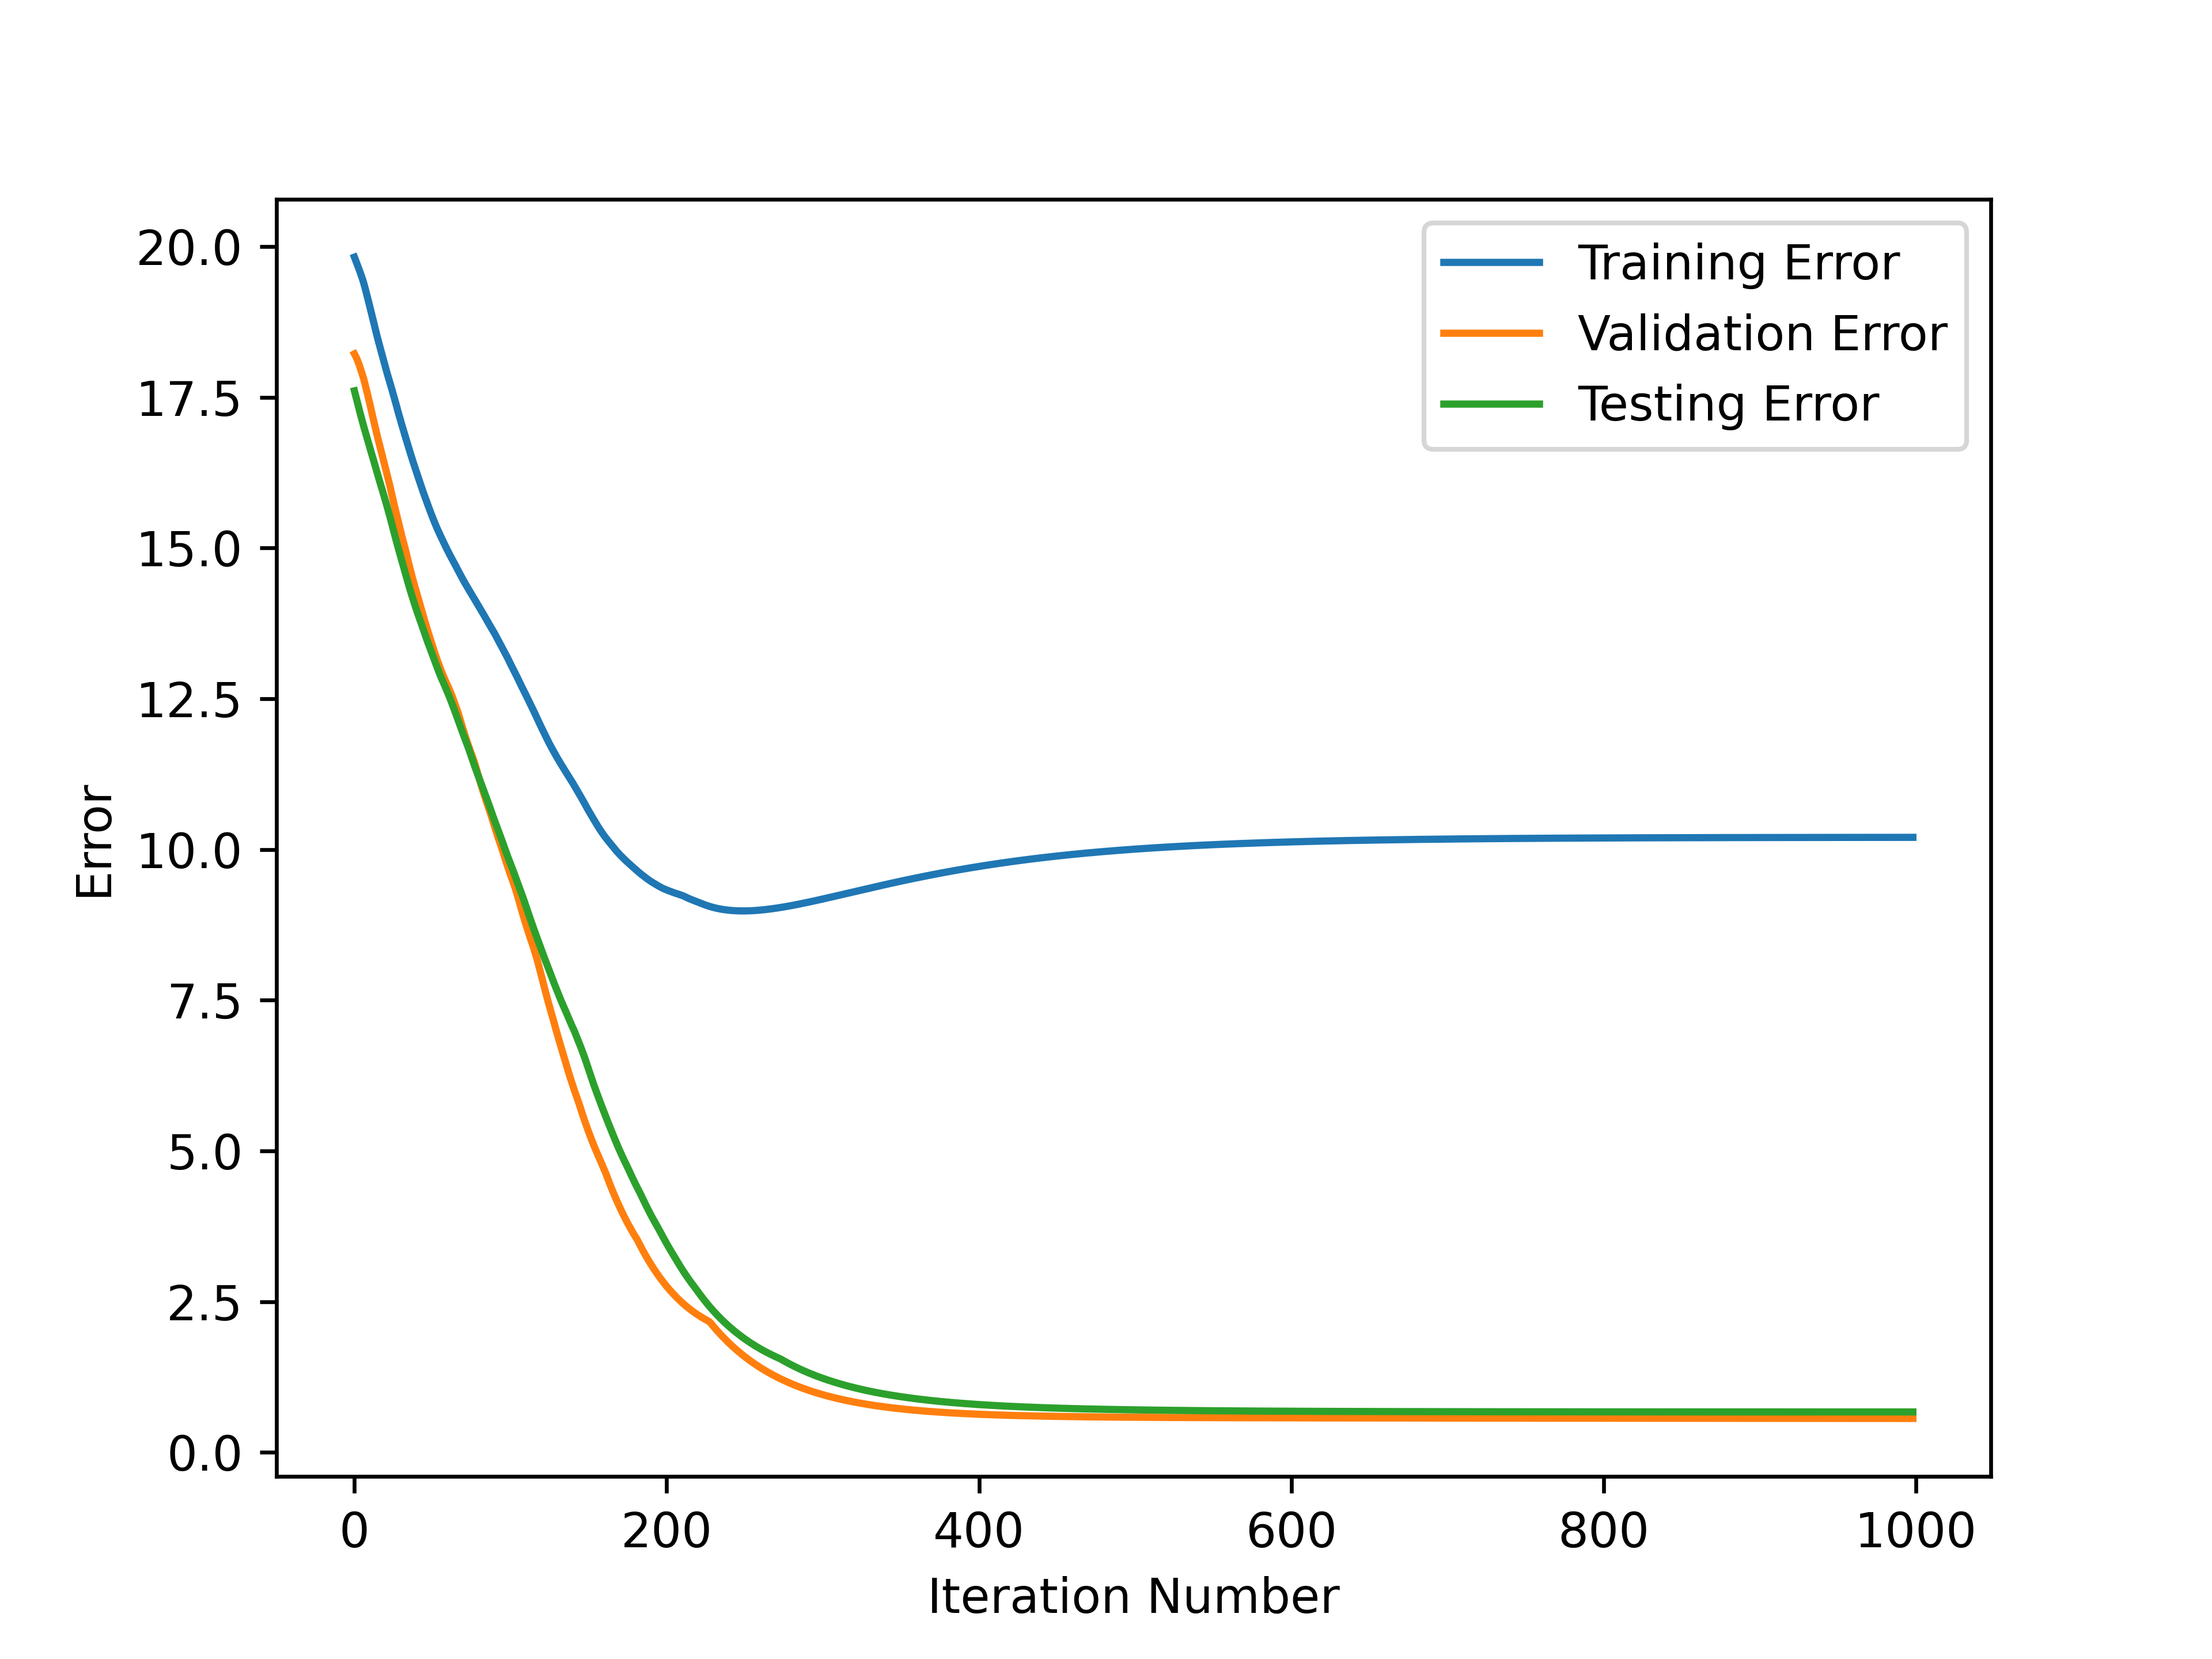 Training Error
Validation Error
Testing Error
20.0
17.5
15.0
12.5
10.0
7.5
5.0
2.5
0.0
Error
0 200 400 600 800 1000
Iteration Number